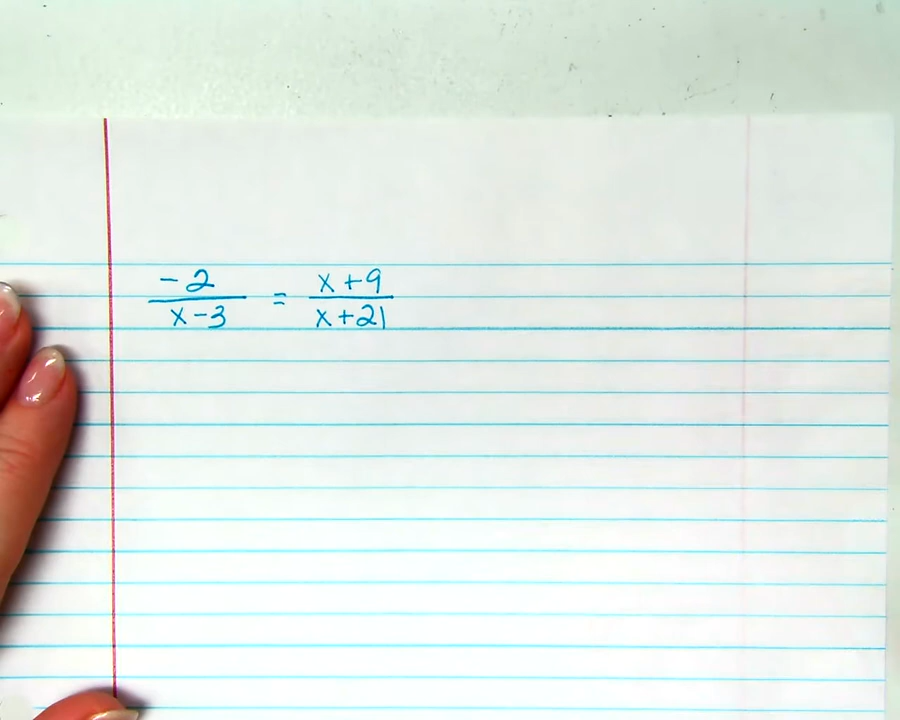 -2/(x-3) = (x+9)/(x+21)